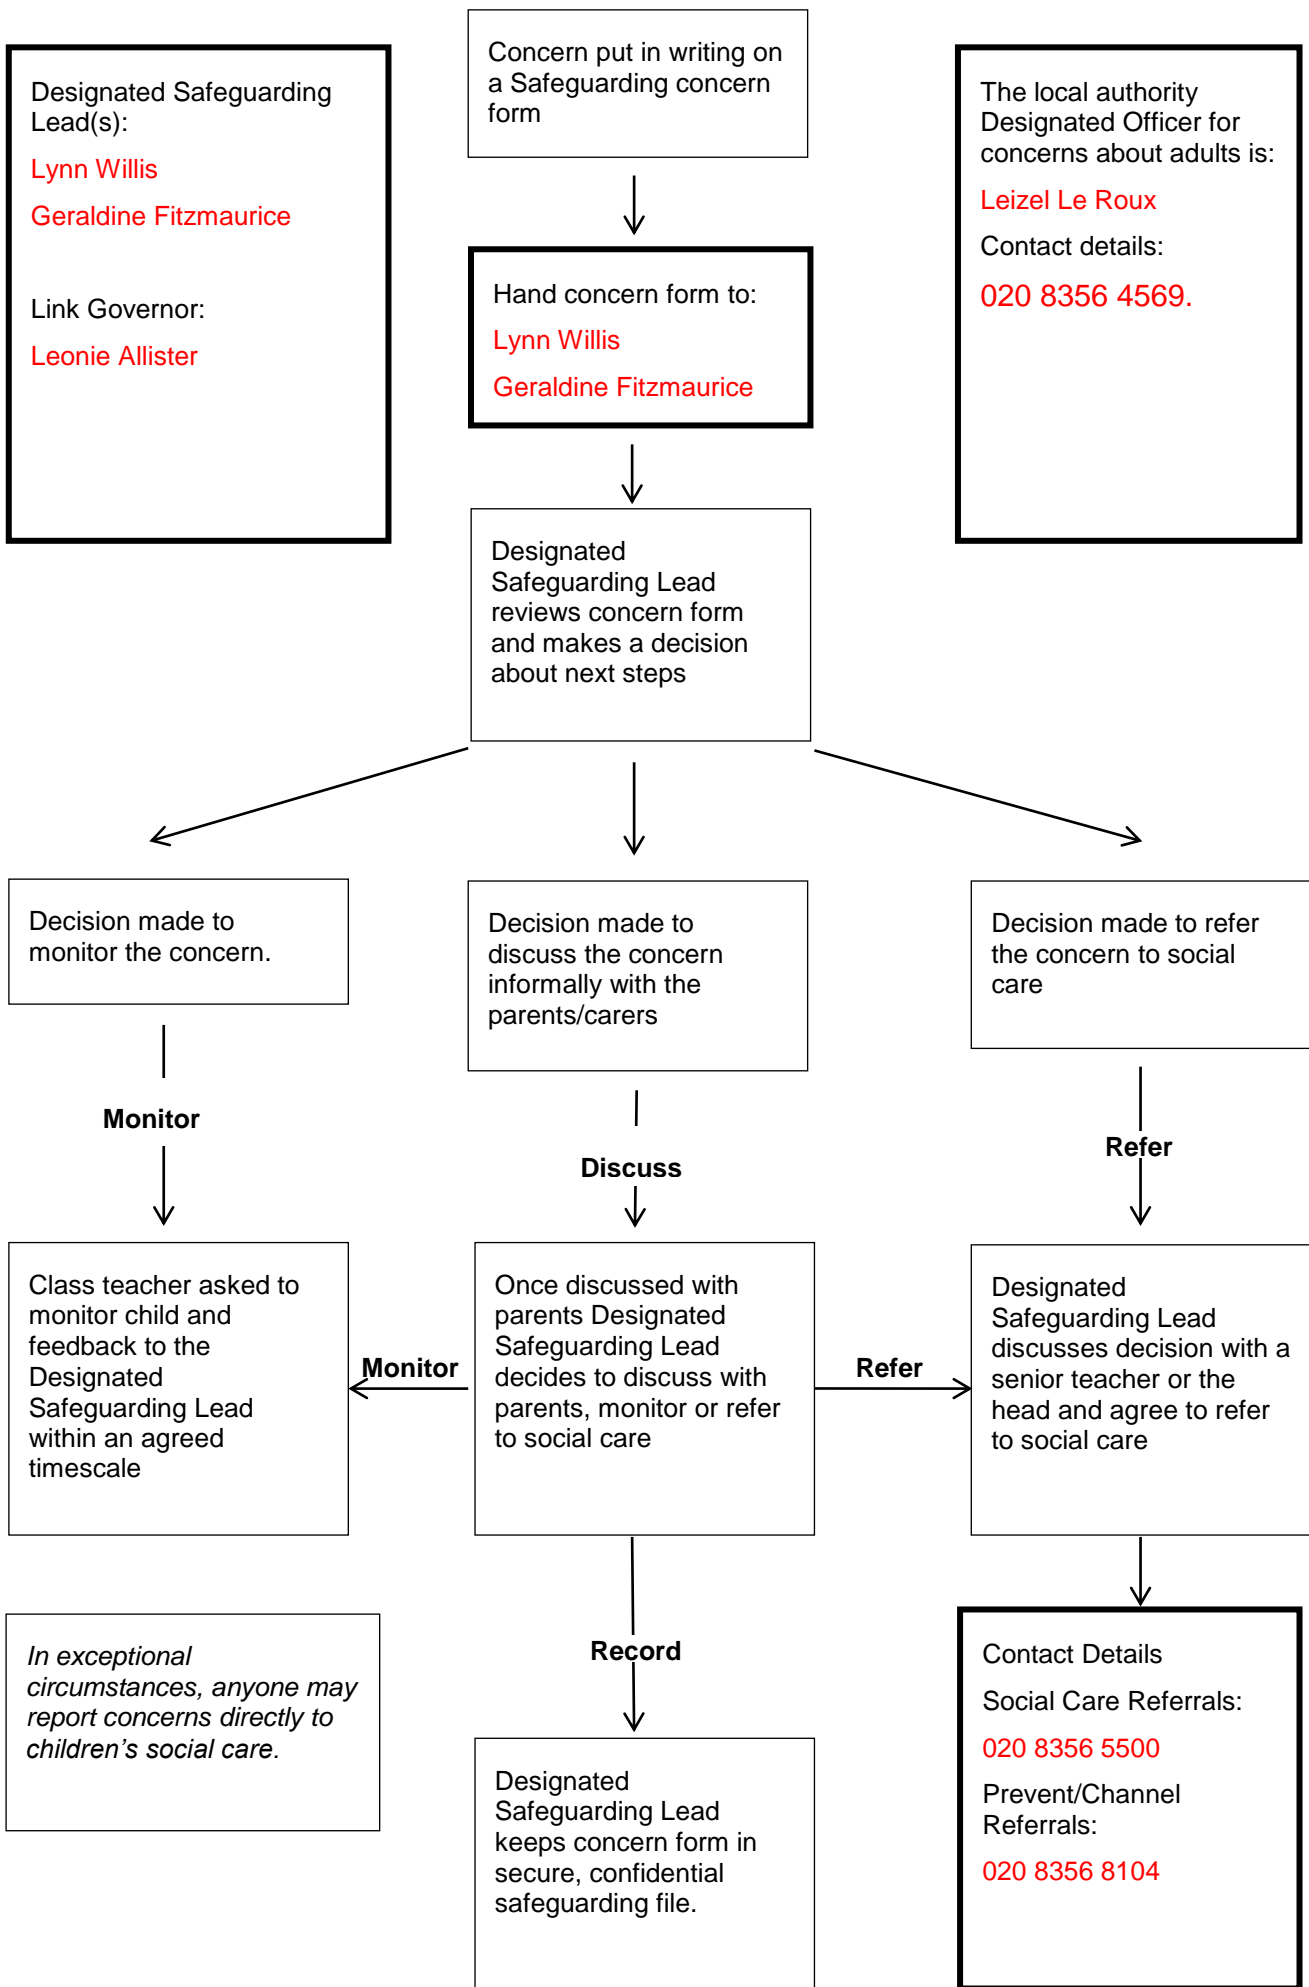 Concern put in writing on
a Safeguarding concern
form
Designated Safeguarding
Lead(s):
Lynn Willis
Geraldine Fitzmaurice
Link Governor:
Leonie Allister
The local authority
Designated Officer for
concerns about adults is:
Leizel Le Roux
Contact details:
020 8356 4569.
Hand concern form to:
Lynn Willis
Geraldine Fitzmaurice
Designated
Safeguarding Lead
reviews concern form
and makes a decision
about next steps
Decision made to
monitor the concern.
Decision made to
discuss the concern
informally with the
parents/carers
Decision made to refer
the concern to social
care
Monitor
Discuss
Refer
Class teacher asked to
monitor child and
feedback to the
Designated
Safeguarding Lead
within an agreed
timescale
Monitor
Once discussed with
parents Designated
Safeguarding Lead
decides to discuss with
parents, monitor or refer
to social care
Refer
Designated
Safeguarding Lead
discusses decision with a
senior teacher or the
head and agree to refer
to social care
In exceptional
circumstances, anyone may
report concerns directly to
children's social care.
Record
Designated
Safeguarding Lead
keeps concern form in
secure, confidential
safeguarding file.
Contact Details
Social Care Referrals:
020 8356 5500
Prevent/Channel
Referrals:
020 8356 8104